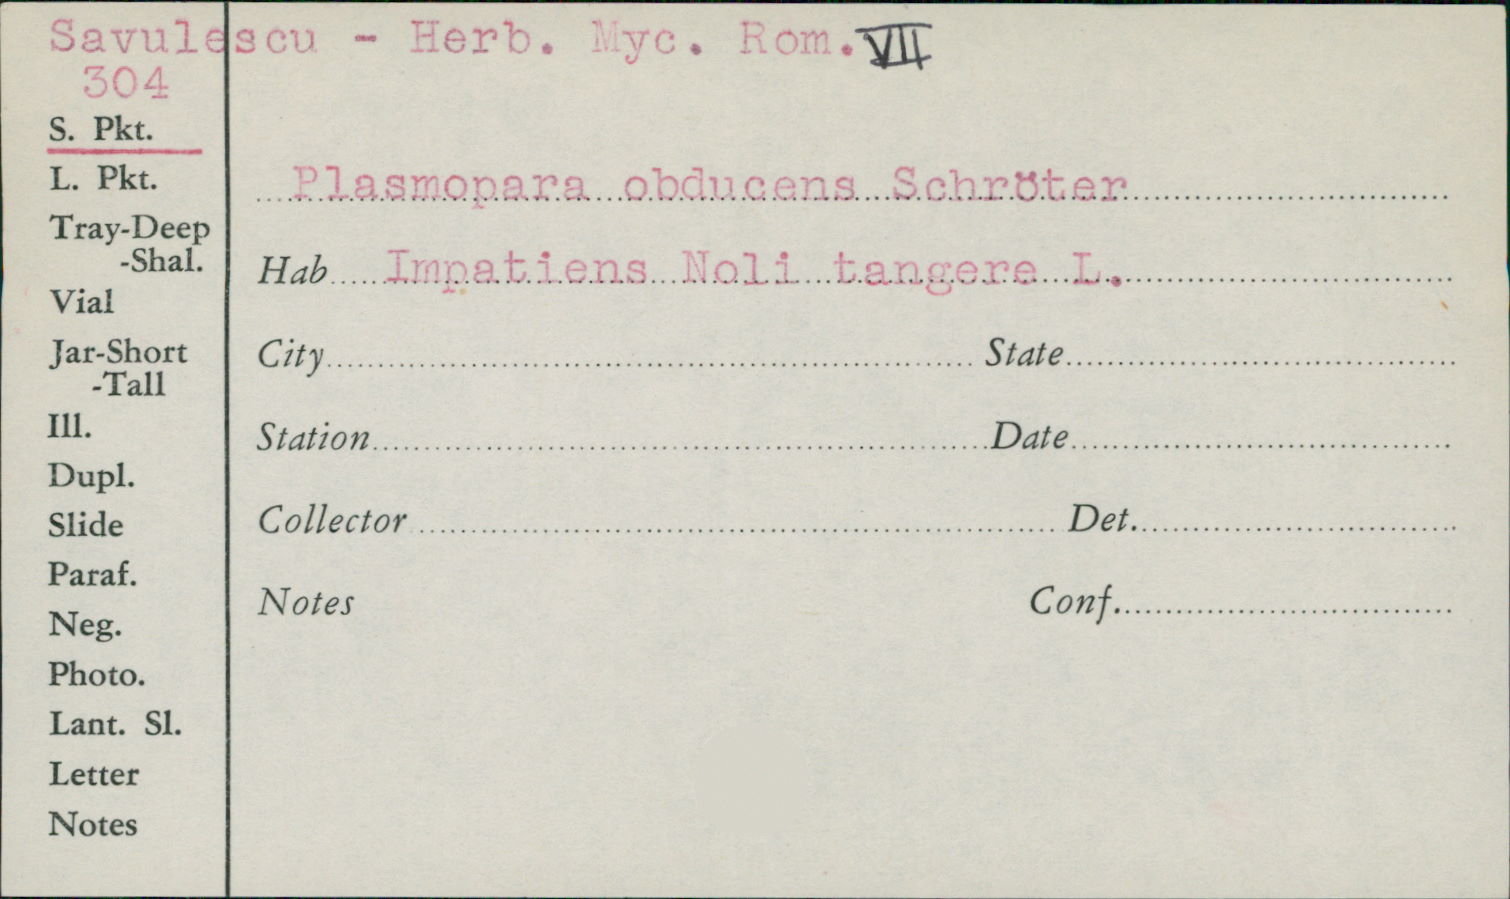 Savulescu - Herb. Myc. Rom. VII
304
S. Pkt.
L. Pkt.
Tray-Deep
-Shal.
Vial
Jar-Short
-Tall
Ill.
Dupl.
Slide
Paraf.
Neg.
Photo.
Lant. Sl.
Letter
Notes
Plasmopara obducens Schröter
Hab Impatiens Noli tangere L.
City State
Station Date
Collector Det.
Notes Conf.